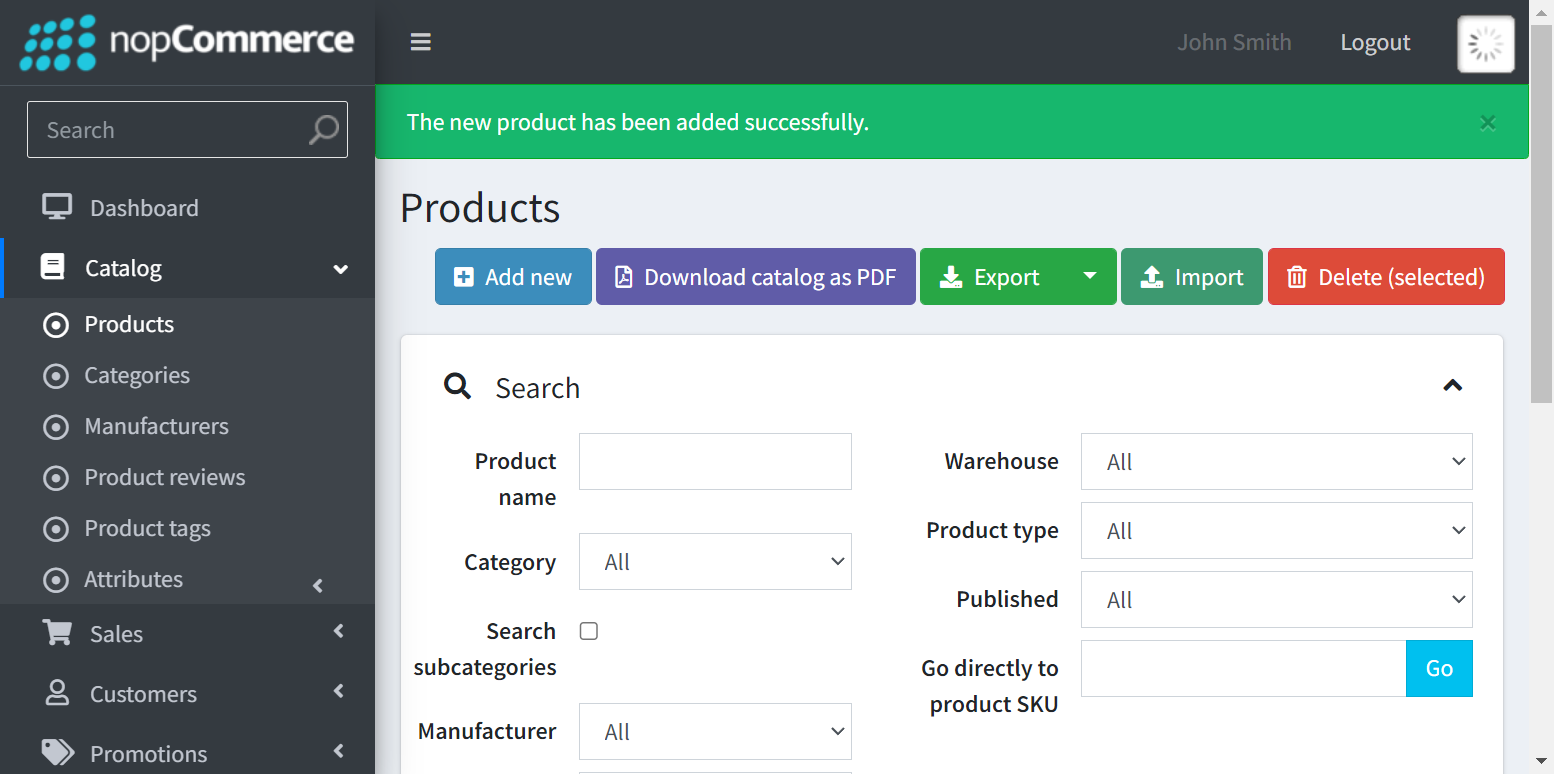 nopCommerce
John Smith
Logout
Search
The new product has been added successfully.
×
Dashboard
Catalog
Products
Categories
Manufacturers
Product reviews
Product tags
Attributes
Sales
Customers
Promotions
Products
Add new
Download catalog as PDF
Export
Import
Delete (selected)
Search
Product
name
Category
All
Search
subcategories
Manufacturer
All
Warehouse
All
Product type
All
Published
All
Go directly to
product SKU
Go